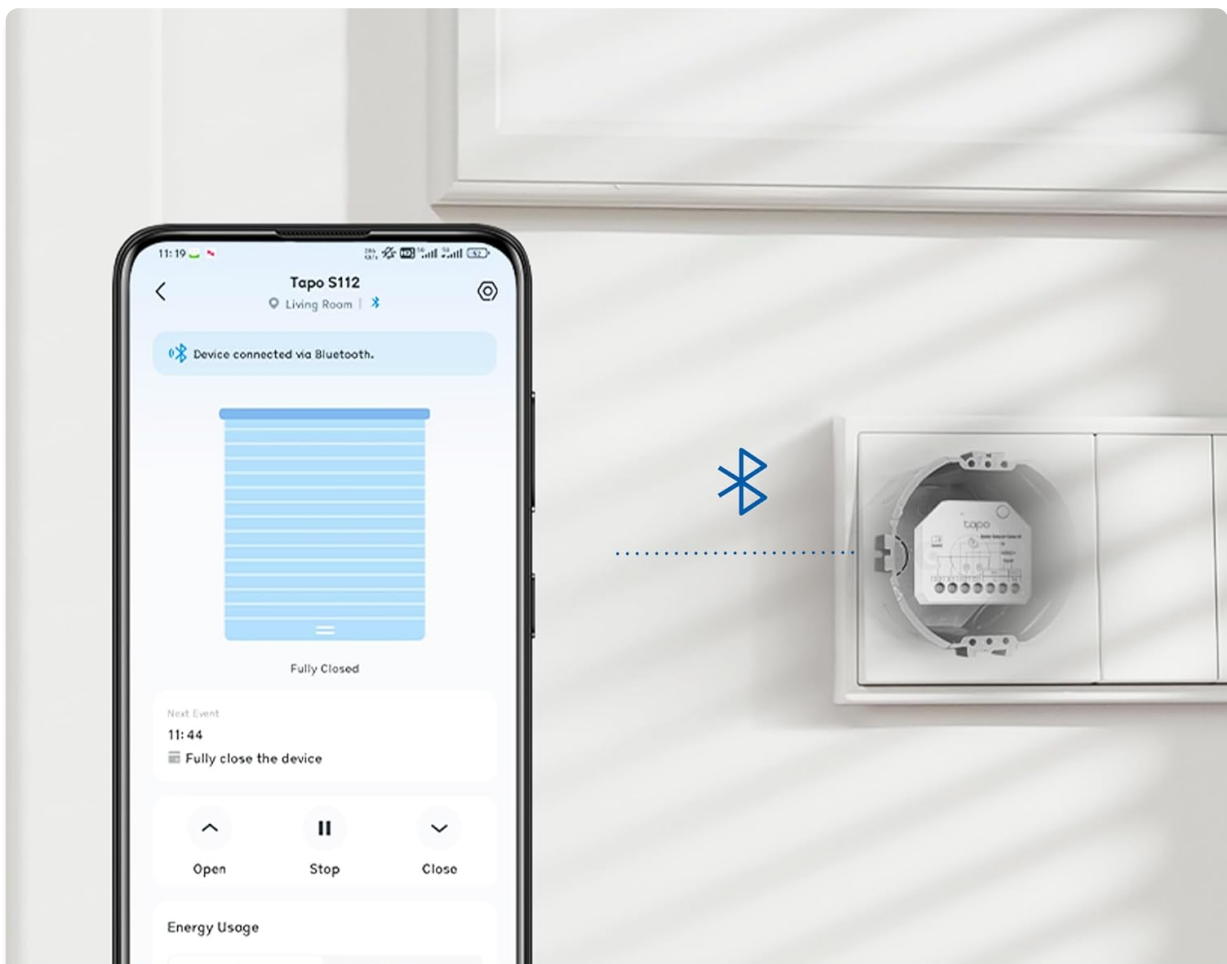 11:19
52
Tapo S112
Living Room
Device connected via Bluetooth.
Fully Closed
Next Event
11:44
Fully close the device
Open
Stop
Close
Energy Usage
tapo